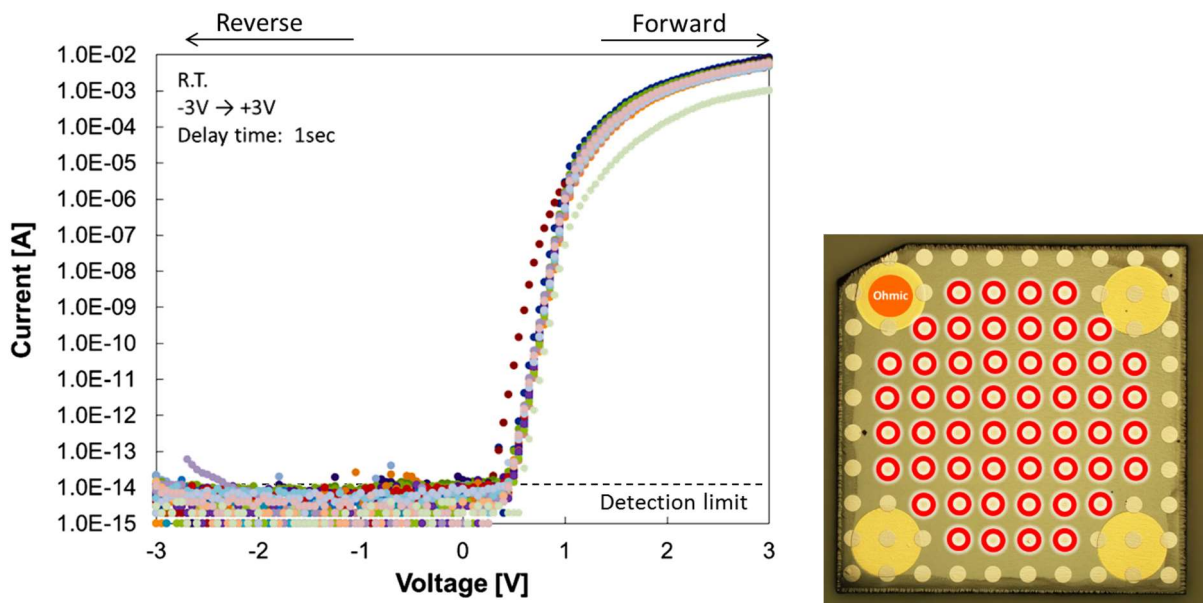 Reverse
Forward
R.T.
-3V → +3V
Delay time: 1sec
1.0E-02
1.0E-03
1.0E-04
1.0E-05
1.0E-06
1.0E-07
1.0E-08
1.0E-09
1.0E-10
1.0E-11
1.0E-12
1.0E-13
1.0E-14
1.0E-15
Current [A]
Detection limit
-3 -2 -1 0 1 2 3
Voltage [V]
Ohmic